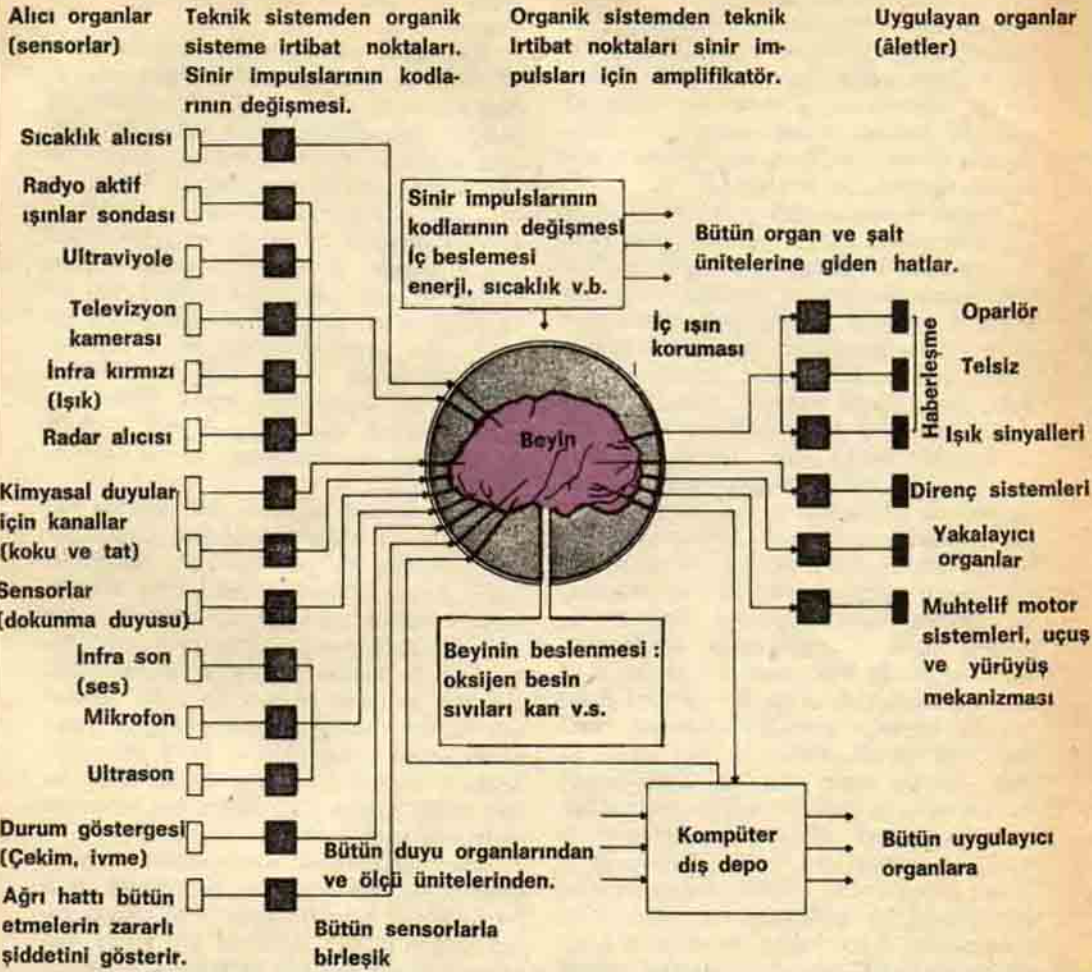 Alıcı organlar
(sensorlar)
Teknik sistemden organik
sisteme irtibat noktaları.
Sinir impulslarının kodla-
rının değişmesi.
Organik sistemden teknik
İrtibat noktaları sinir im-
pulsları için amplifikatör.
Uygulayan organlar
(âletler)
Sıcaklık alıcısı
Radyo aktif
ışınlar sondası
Ultraviyole
Televizyon
kamerası
İnfra kırmızı
(Işık)
Radar alıcısı
Kimyasal duyular
için kanallar
(koku ve tat)
Sensorlar
(dokunma duyusu)
İnfra son
(ses)
Mikrofon
Ultrason
Durum göstergesi
(Çekim, ivme)
Ağrı hattı bütün
etmelerin zararlı
şiddetini gösterir.
Sinir impulslarının
kodlarının değişmesi
İç beslemesi
enerji, sıcaklık v.b.
Bütün organ ve şalt
ünitelerine giden hatlar.
İç ışın
koruması
Beyin
Beyinin beslenmesi :
oksijen besin
sıvıları kan v.s.
Bütün duyu organlarından
ve ölçü ünitelerinden.
Bütün sensorlarla
birleşik
Kompüter
dış depo
Bütün uygulayıcı
organlara
Haberleşme
Oparlör
Telsiz
Işık sinyalleri
Direnç sistemleri
Yakalayıcı
organlar
Muhtelif motor
sistemleri, uçuş
ve yürüyüş
mekanizması